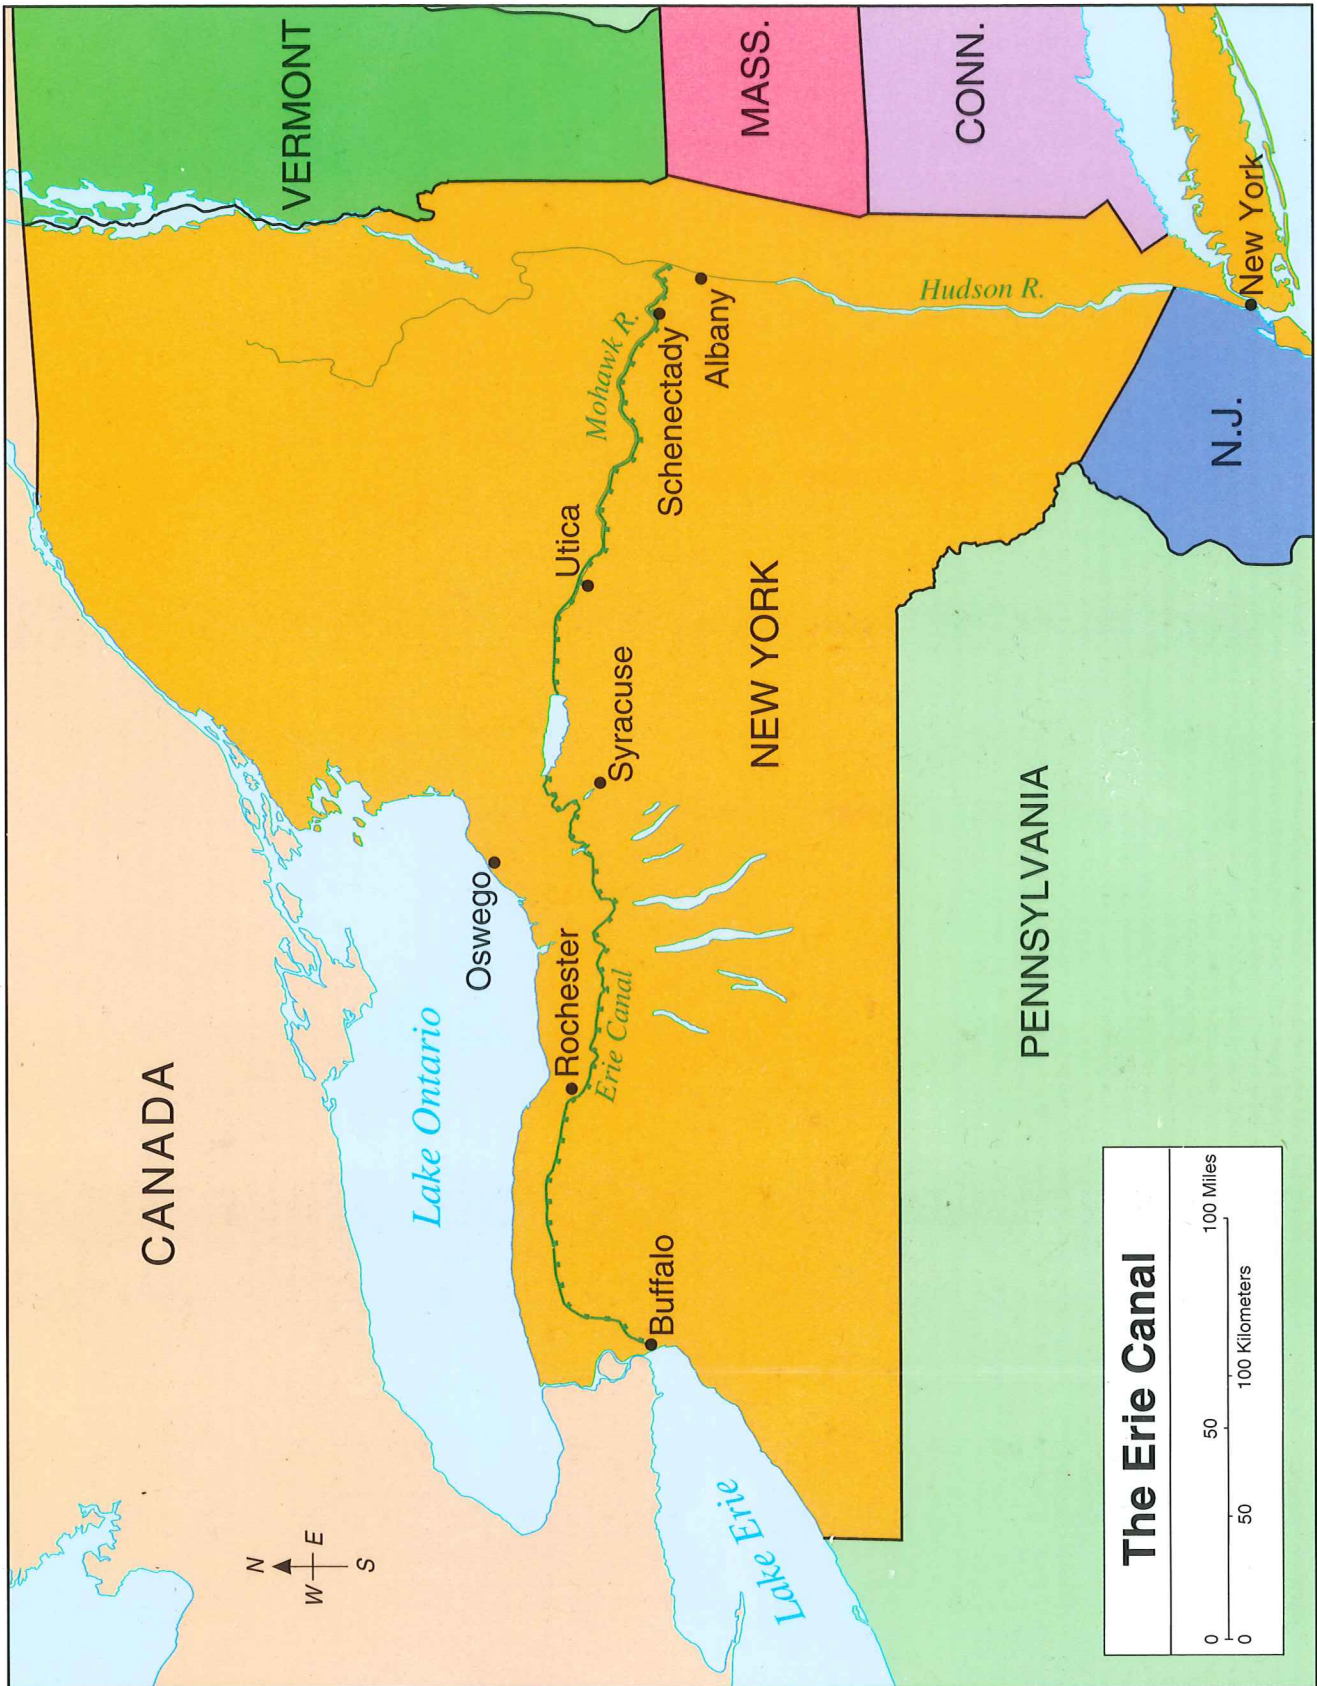 CANADA
VERMONT
MASS.
CONN.
N
W E
S
Lake Ontario
Oswego
Rochester
Erie Canal
Syracuse
Utica
Mohawk R.
Schenectady
Albany
Hudson R.
Buffalo
NEW YORK
Lake Erie
New York
N.J.
PENNSYLVANIA
The Erie Canal
0 50 100 Miles
0 50 100 Kilometers